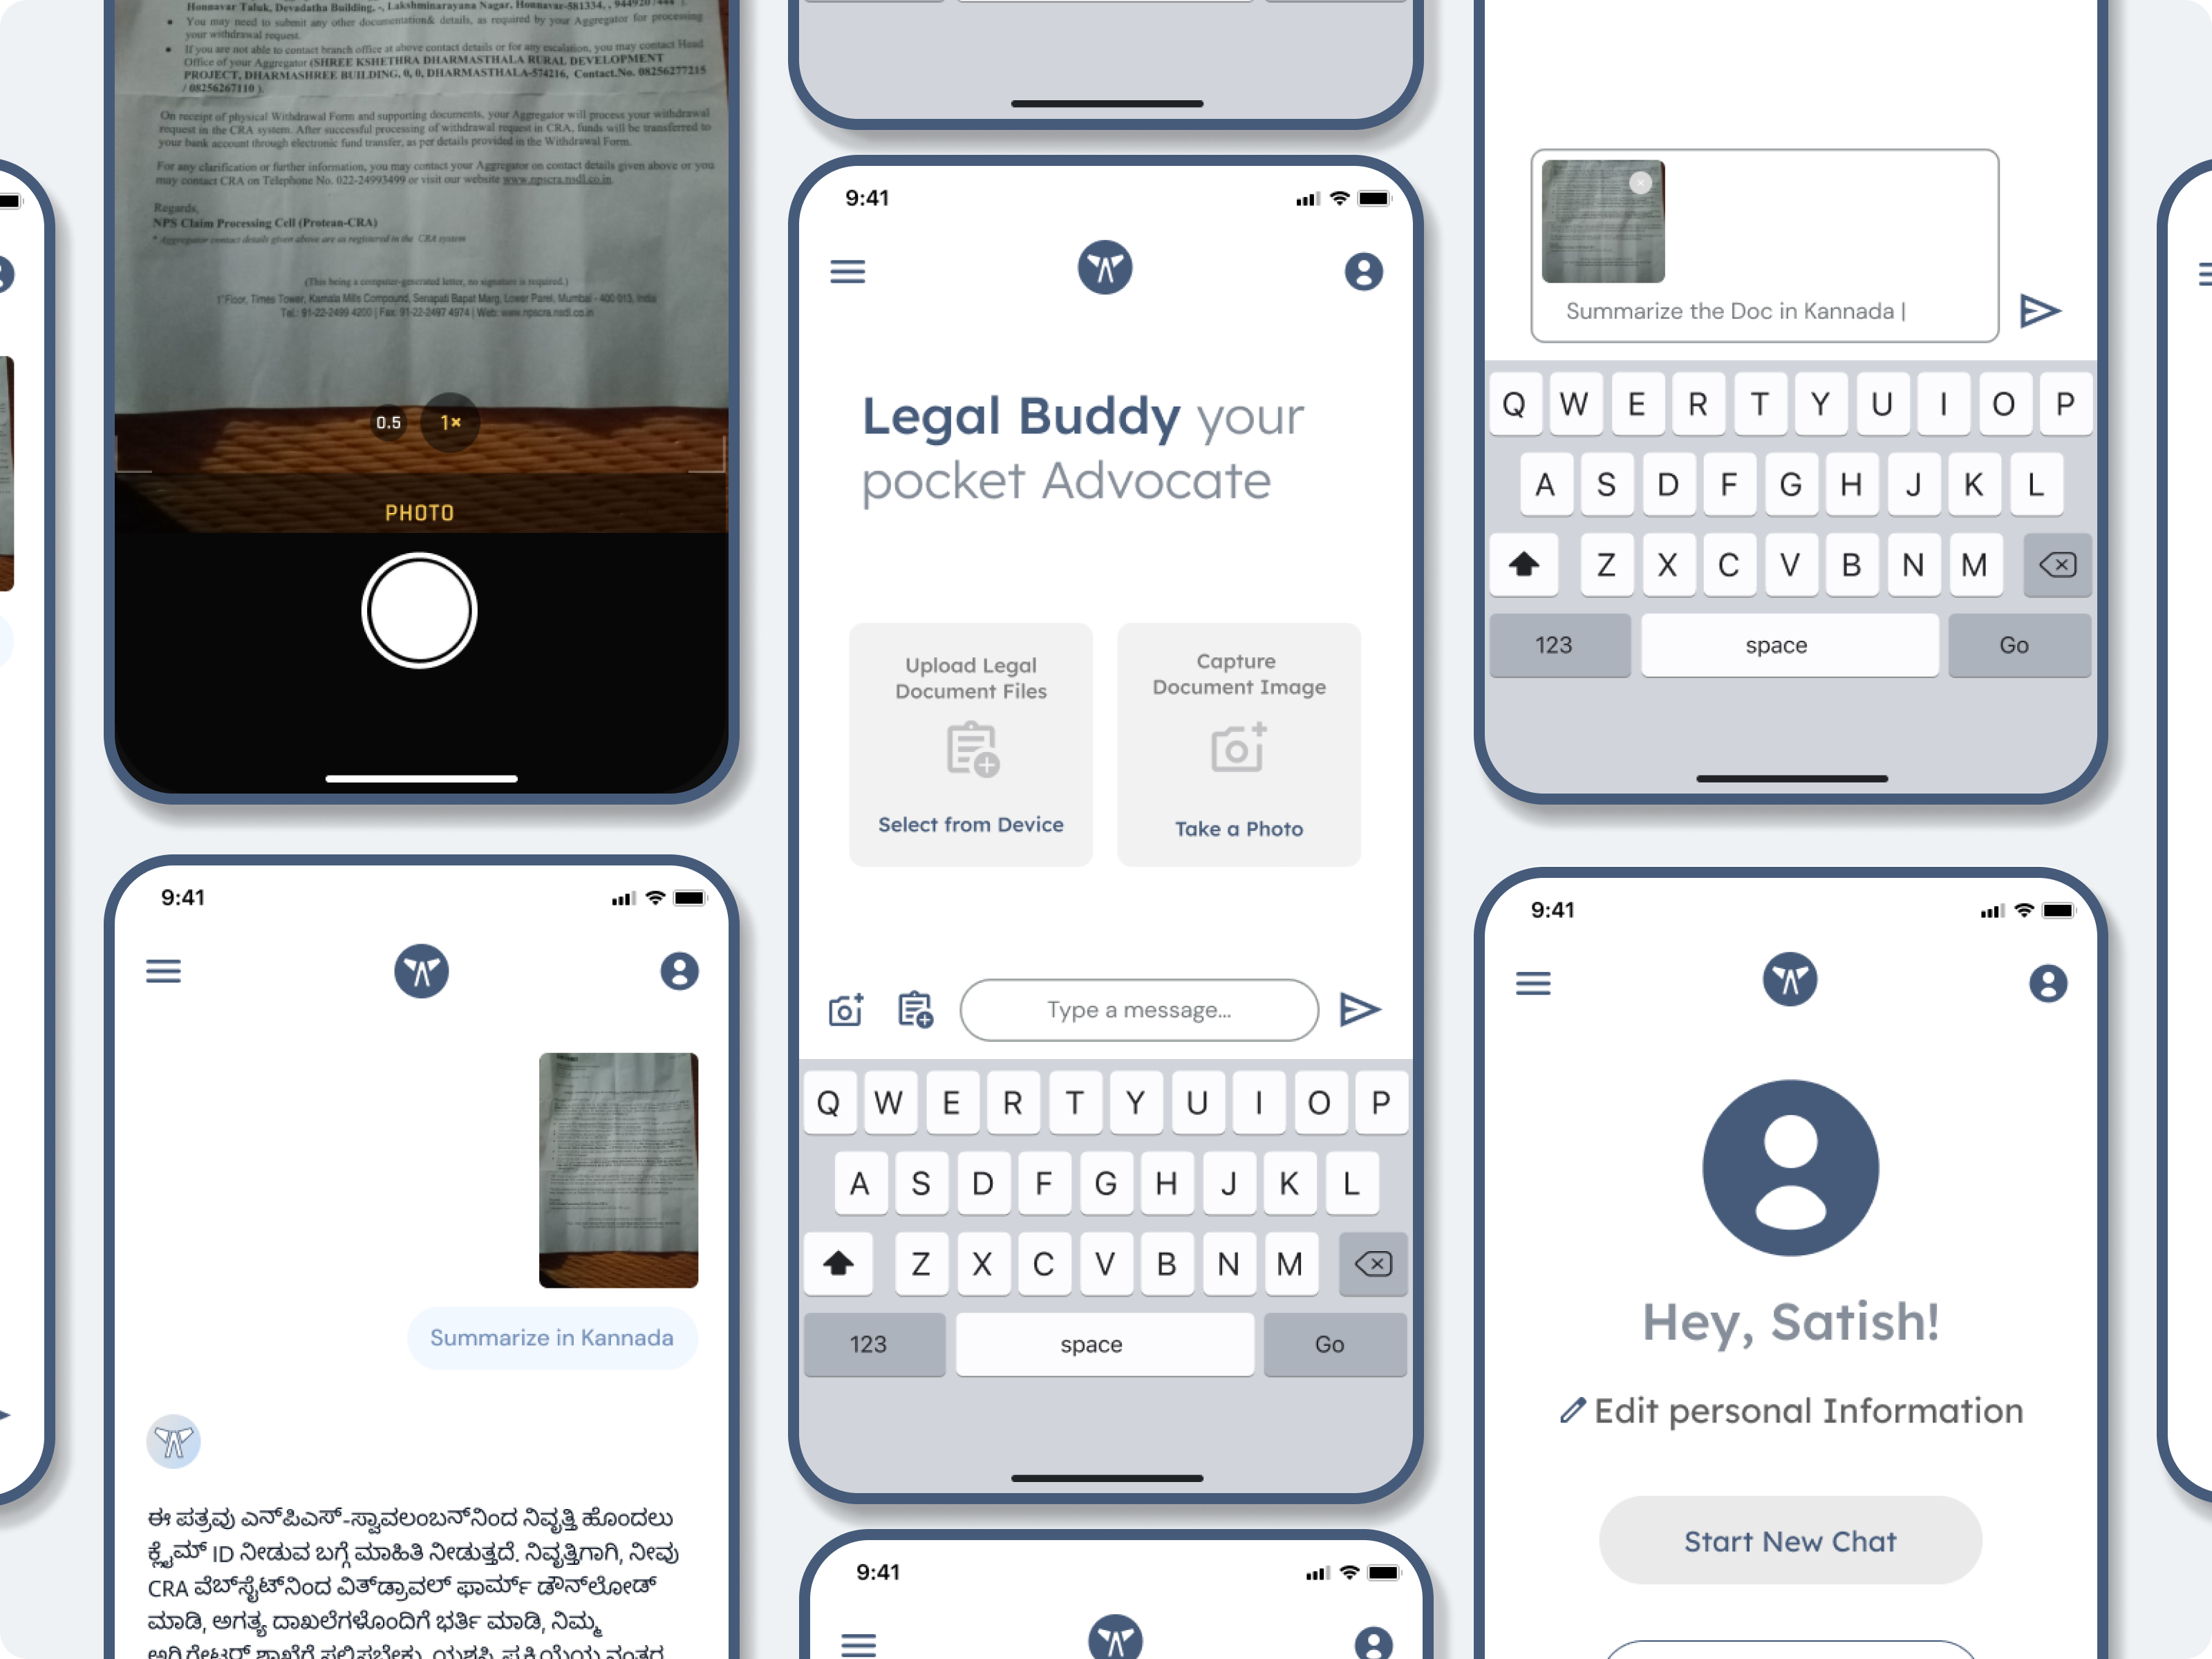 Honnavar Taluk, Devadatha Building, -, Lakshminarayana Nagar, Honnavar-581334, , 9449207444 ).
• You may need to submit any other documentation& details, as required by your Aggregator for processing
your withdrawal request.
• If you are not able to contact branch office at above contact details or for any escalation, you may contact Head
Office of your Aggregator (SHREE KSHETHRA DHARMASTHALA RURAL DEVELOPMENT
PROJECT, DHARMASHREE BUILDING, 0, 0, DHARMASTHALA-574216, Contact.No. 08256277215
/ 08256267110 ).
On receipt of physical Withdrawal Form and supporting documents, your Aggregator will process your withdrawal
request in the CRA system. After successful processing of withdrawal request in CRA, funds will be transferred to
your bank account through electronic fund transfer, as per details provided in the Withdrawal Form.
For any clarification or further information, you may contact your Aggregator on contact details given above or you
may contact CRA on Telephone No. 022-24993499 or visit our website www.npscra.nsdl.co.in.
Regards,
NPS Claim Processing Cell (Protean-CRA)
* Aggregator contact details given above are as registered in the CRA system
(This being a computer-generated letter, no signature is required.)
1st Floor, Times Tower, Kamala Mills Compound, Senapati Bapat Marg, Lower Parel, Mumbai - 400 013, India
Tel.: 91-22-2499 4200 | Fax: 91-22-2497 4974 | Web: www.npscra.nsdl.co.in
0.5 1×
PHOTO
9:41
Summarize in Kannada
ಈ ಪತ್ರವು ಎನ್‌ಪಿಎಸ್-ಸ್ವಾವಲಂಬನ್‌ನಿಂದ ನಿವೃತ್ತಿ ಹೊಂದಲು
ಕ್ಲೈಮ್ ID ನೀಡುವ ಬಗ್ಗೆ ಮಾಹಿತಿ ನೀಡುತ್ತದೆ. ನಿವೃತ್ತಿಗಾಗಿ, ನೀವು
CRA ವೆಬ್‌ಸೈಟ್‌ನಿಂದ ವಿತ್‌ಡ್ರಾವಲ್ ಫಾರ್ಮ್ ಡೌನ್‌ಲೋಡ್
ಮಾಡಿ, ಅಗತ್ಯ ದಾಖಲೆಗಳೊಂದಿಗೆ ಭರ್ತಿ ಮಾಡಿ, ನಿಮ್ಮ
9:41
Legal Buddy your
pocket Advocate
Upload Legal
Document Files
Select from Device
Capture
Document Image
Take a Photo
Type a message...
Q W E R T Y U I O P
A S D F G H J K L
Z X C V B N M
123 space Go
9:41
Summarize the Doc in Kannada |
Q W E R T Y U I O P
A S D F G H J K L
Z X C V B N M
123 space Go
9:41
Hey, Satish!
Edit personal Information
Start New Chat